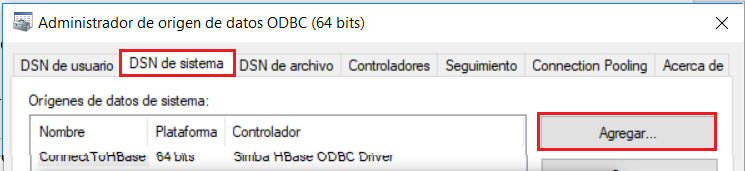 Administrador de origen de datos ODBC (64 bits)
DSN de usuario DSN de sistema DSN de archivo Controladores Seguimiento Connection Pooling Acerca de
Orígenes de datos de sistema:
Nombre Plataforma Controlador
Agregar...
ConnectToHBase 64 bits Simba HBase ODBC Driver